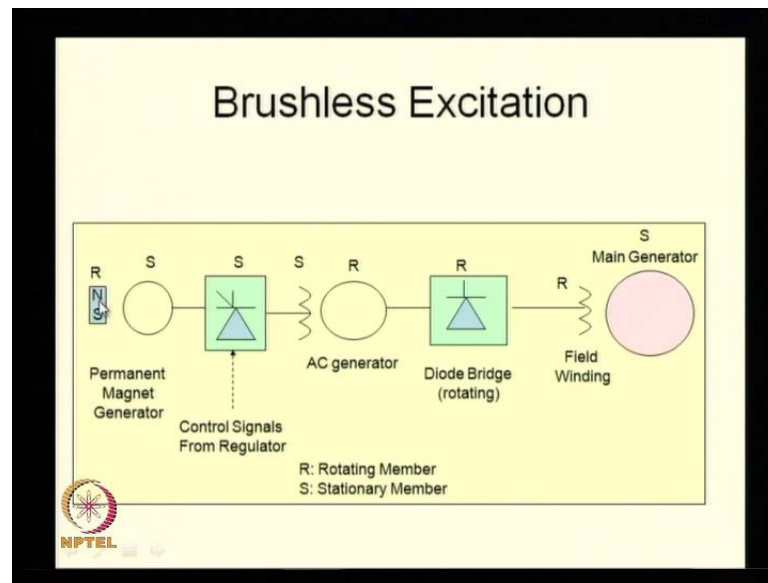 Brushless Excitation
S
Main Generator
R S S S R R R
N
S
Permanent
Magnet
Generator
AC generator
Diode Bridge
(rotating)
Field
Winding
Control Signals
From Regulator
R: Rotating Member
S: Stationary Member
NPTEL